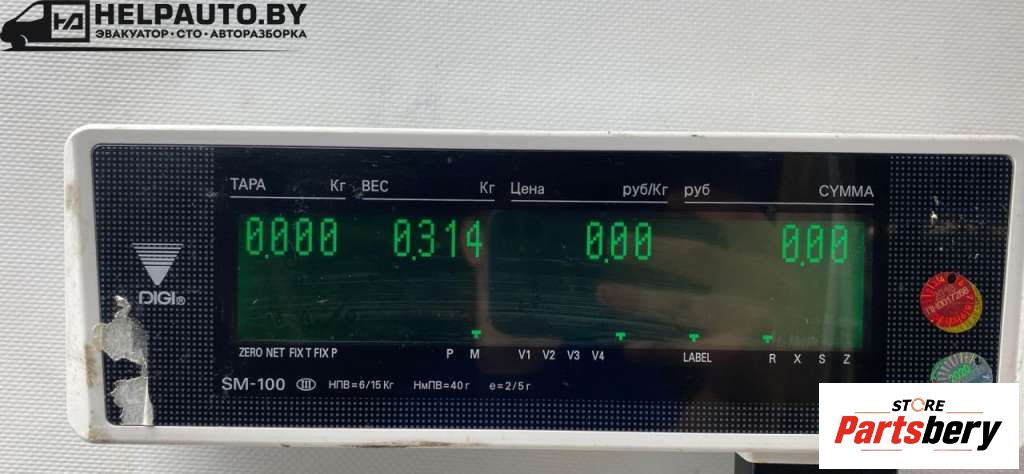 HELPAUTO.BY
ЭВАКУАТОР·СТО·АВТОРАЗБОРКА
ТАРА Кг ВЕС Кг Цена руб/Кг руб СУММА
0.000 0.314 0.00 0.00
DIGI®
ZERO NET FIX T FIX P P M V1 V2 V3 V4 LABEL R X S Z
SM-100 III НПВ=6/15 Кг НмПВ=40 г e=2/5 г
2020
STORE
Partsbery